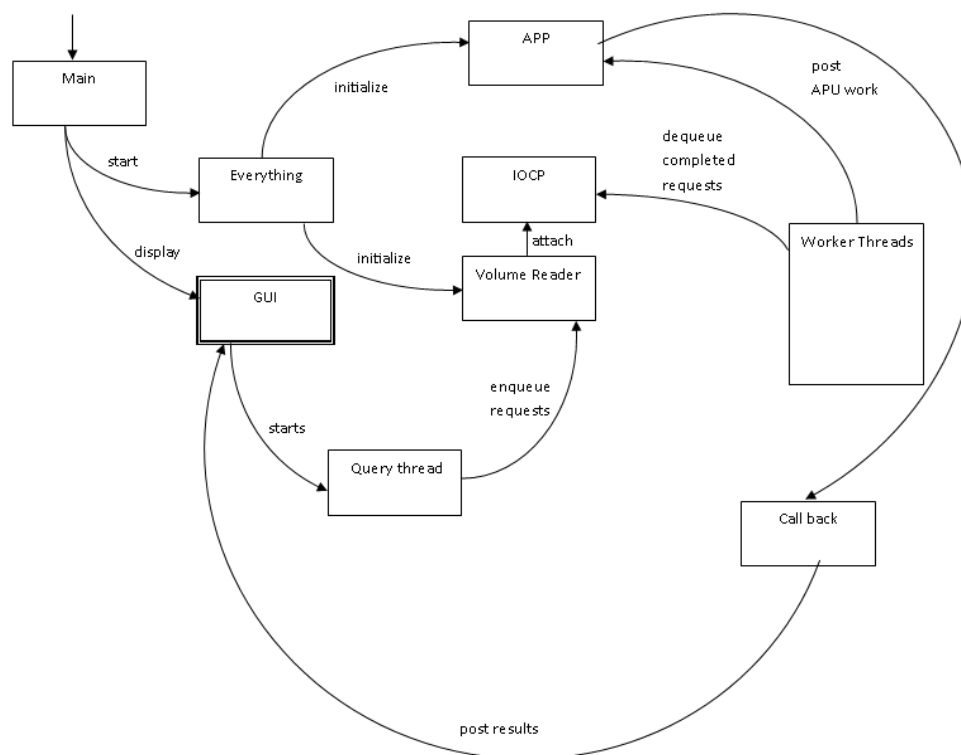 APP
Main
post
APU work
initialize
dequeue
completed
requests
start
Everything
IOCP
Worker Threads
attach
display
initialize
Volume Reader
GUI
enqueue
requests
starts
Query thread
Call back
post results